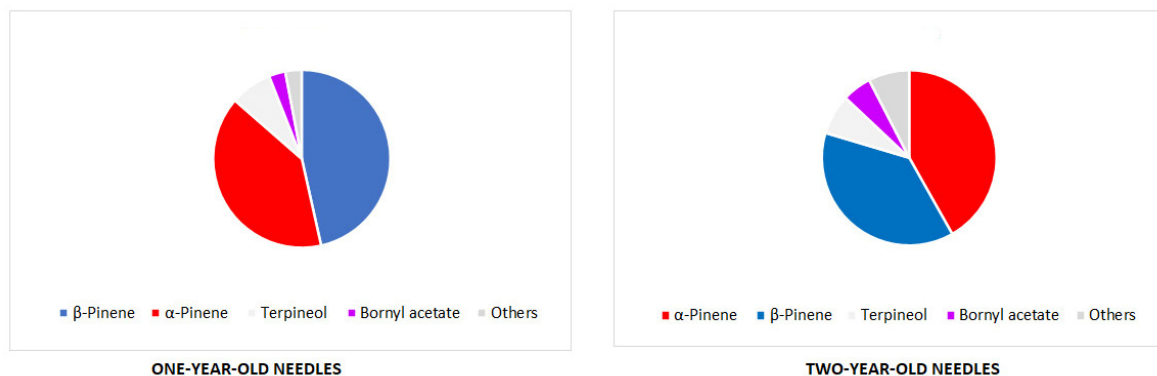 β-Pinene α-Pinene Terpineol Bornyl acetate Others
ONE-YEAR-OLD NEEDLES
α-Pinene β-Pinene Terpineol Bornyl acetate Others
TWO-YEAR-OLD NEEDLES